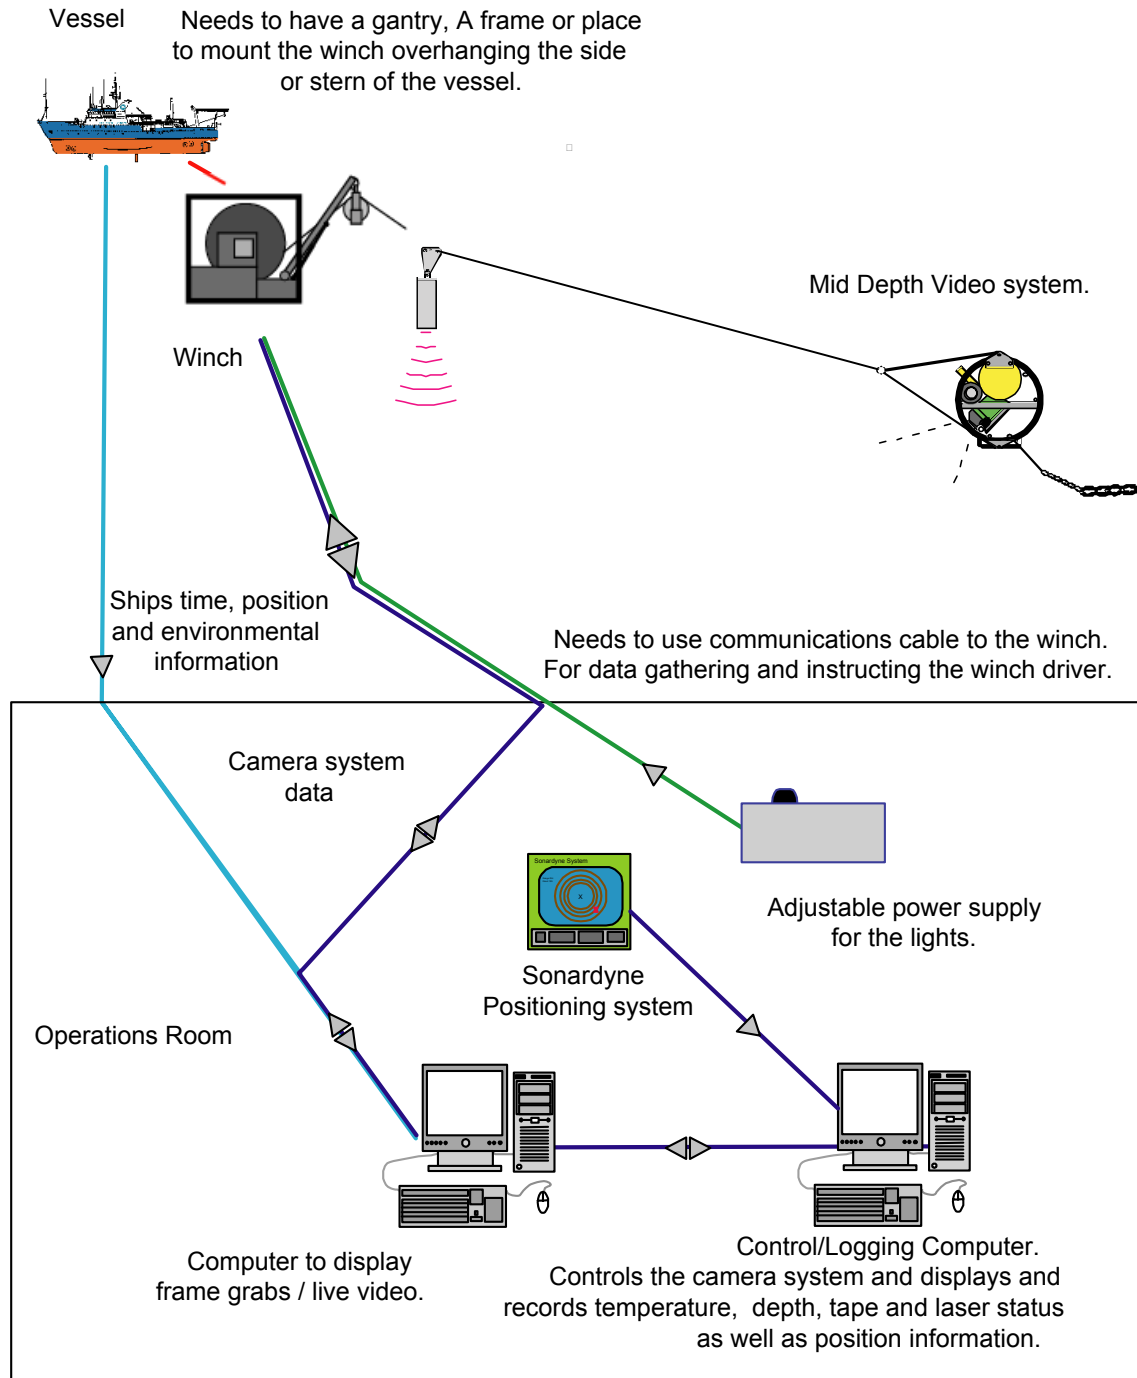 Vessel
Needs to have a gantry, A frame or place
to mount the winch overhanging the side
or stern of the vessel.
Mid Depth Video system.
Winch
Ships time, position
and environmental
information
Needs to use communications cable to the winch.
For data gathering and instructing the winch driver.
Camera system
data
Sonardyne System
X
Adjustable power supply
for the lights.
Sonardyne
Positioning system
Operations Room
Computer to display
frame grabs / live video.
Control/Logging Computer.
Controls the camera system and displays and
records temperature, depth, tape and laser status
as well as position information.